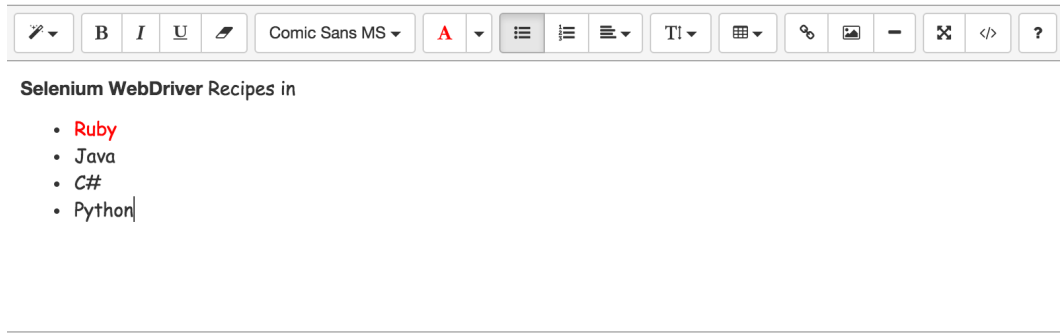 B I U Comic Sans MS A T </> ?
Selenium WebDriver Recipes in
Ruby
Java
C#
Python